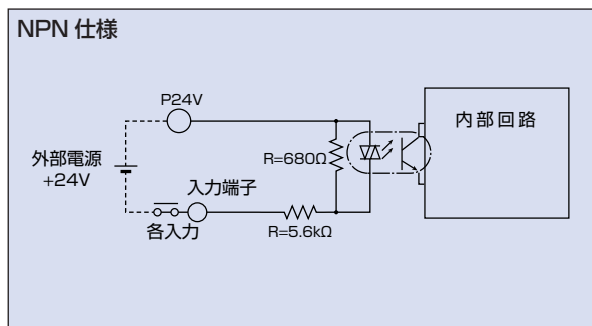 NPN 仕様
P24V
内部回路
外部電源
+24V
R=680Ω
入力端子
各入力
R=5.6kΩ